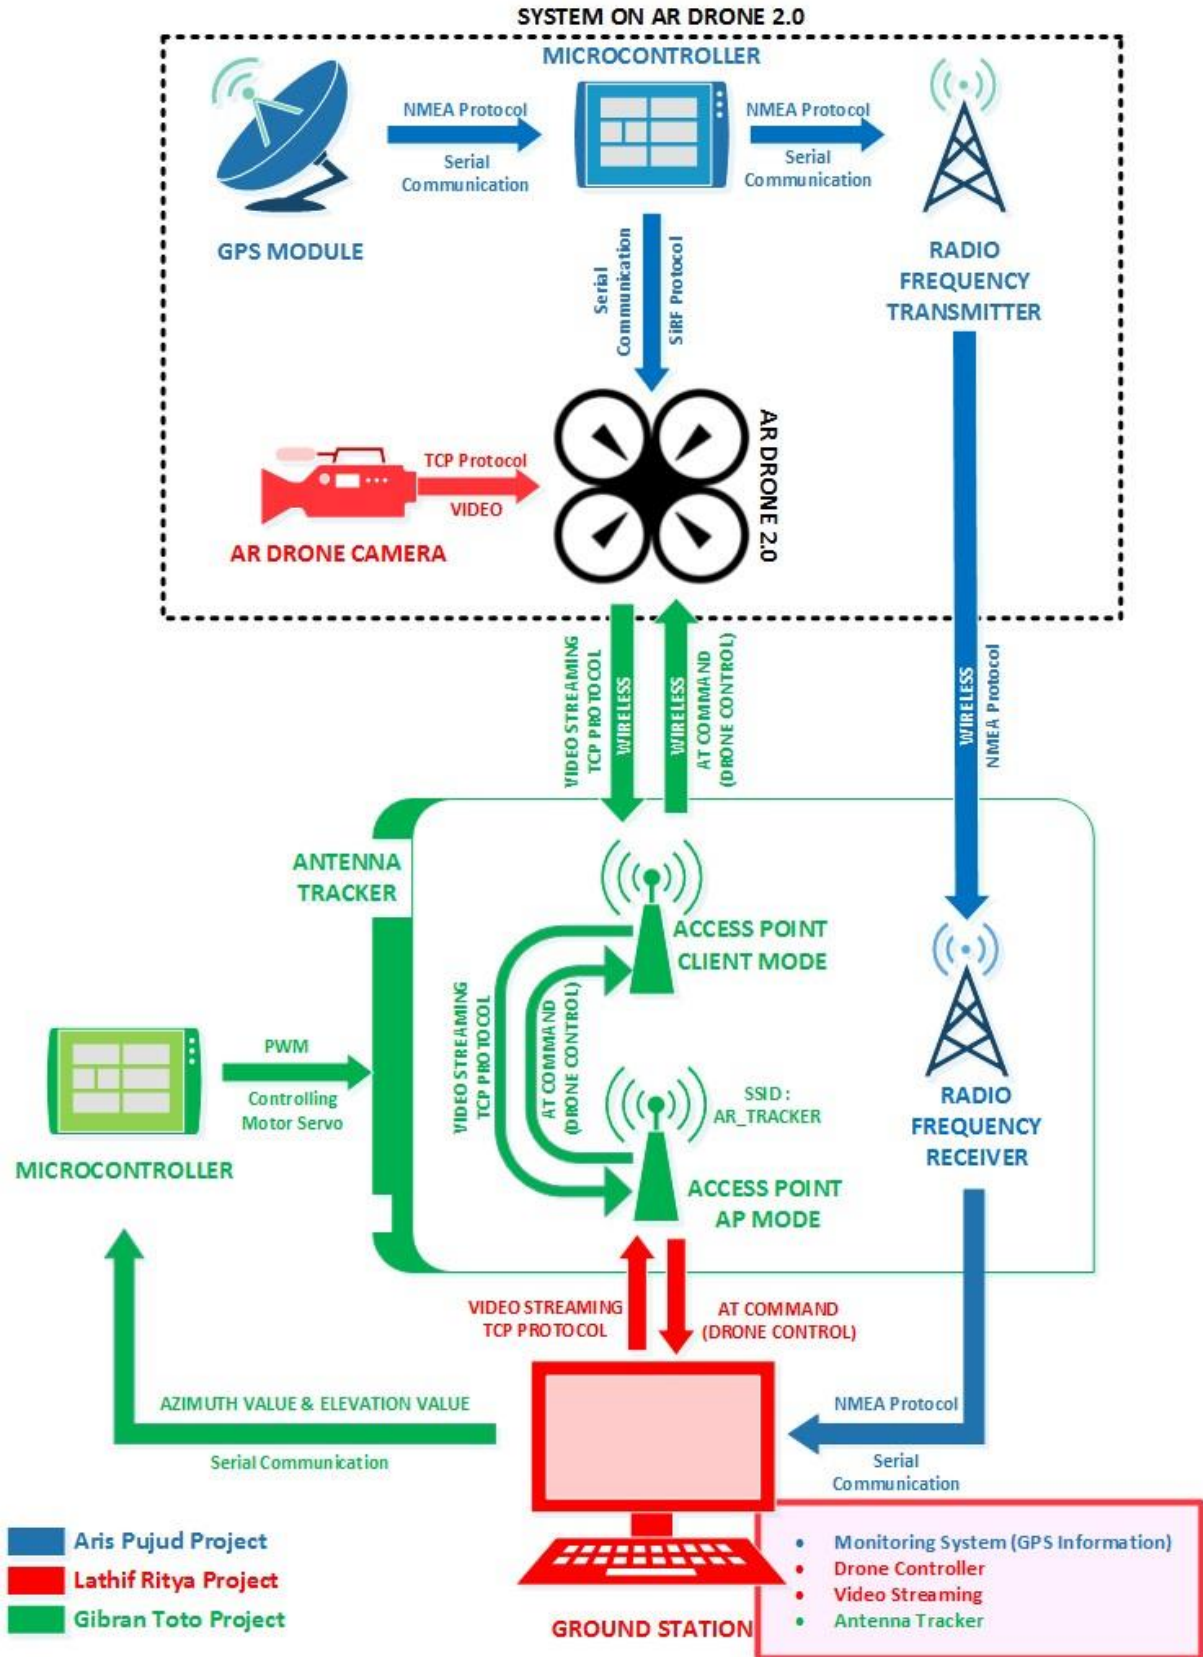 SYSTEM ON AR DRONE 2.0
MICROCONTROLLER
NMEA Protocol
Serial
Communication
NMEA Protocol
Serial
Communication
GPS MODULE
RADIO
FREQUENCY
TRANSMITTER
Serial
Communication
SiRF Protocol
TCP Protocol
VIDEO
AR DRONE CAMERA
AR DRONE 2.0
VIDEO STREAMING
TCP PROTOCOL
WIRELESS
WIRELESS
AT COMMAND
(DRONE CONTROL)
WIRELESS
NMEA Protocol
ANTENNA
TRACKER
ACCESS POINT
CLIENT MODE
VIDEO STREAMING
TCP PROTOCOL
AT COMMAND
(DRONE CONTROL)
SSID :
AR_TRACKER
ACCESS POINT
AP MODE
RADIO
FREQUENCY
RECEIVER
PWM
Controlling
Motor Servo
MICROCONTROLLER
VIDEO STREAMING
TCP PROTOCOL
AT COMMAND
(DRONE CONTROL)
AZIMUTH VALUE & ELEVATION VALUE
Serial Communication
NMEA Protocol
Serial
Communication
GROUND STATION
• Monitoring System (GPS Information)
• Drone Controller
• Video Streaming
• Antenna Tracker
Aris Pujud Project
Lathif Ritya Project
Gibran Toto Project